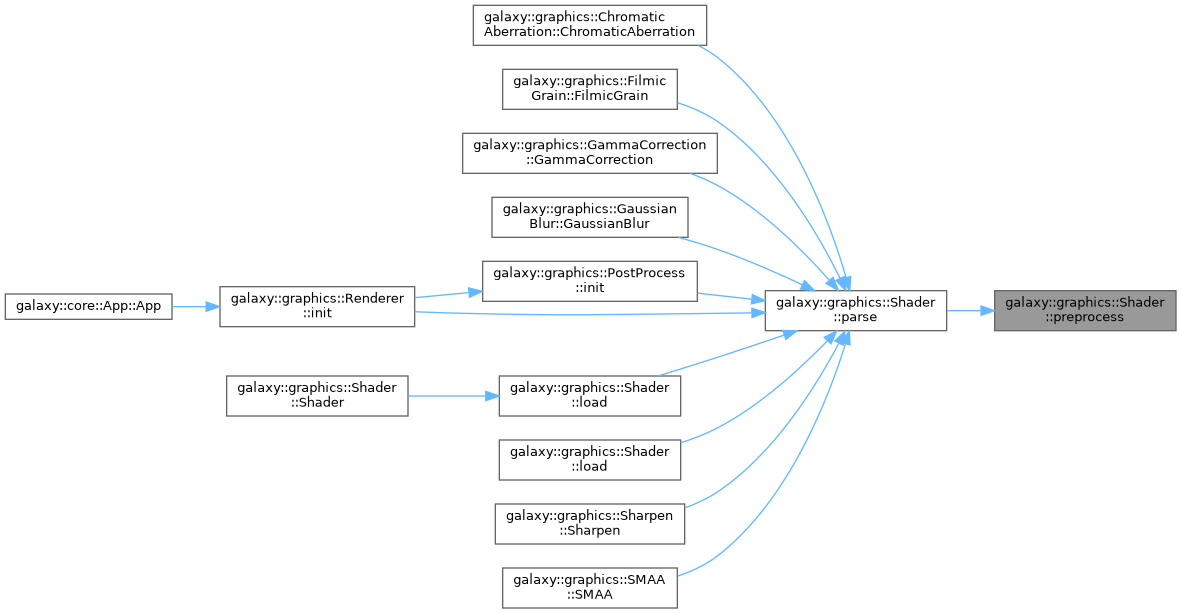 galaxy::graphics::Chromatic
Aberration::ChromaticAberration
galaxy::graphics::Filmic
Grain::FilmicGrain
galaxy::graphics::GammaCorrection
::GammaCorrection
galaxy::graphics::Gaussian
Blur::GaussianBlur
galaxy::graphics::PostProcess
::init
galaxy::core::App::App
galaxy::graphics::Renderer
::init
galaxy::graphics::Shader
::parse
galaxy::graphics::Shader
::preprocess
galaxy::graphics::Shader
::Shader
galaxy::graphics::Shader
::load
galaxy::graphics::Shader
::load
galaxy::graphics::Sharpen
::Sharpen
galaxy::graphics::SMAA
::SMAA